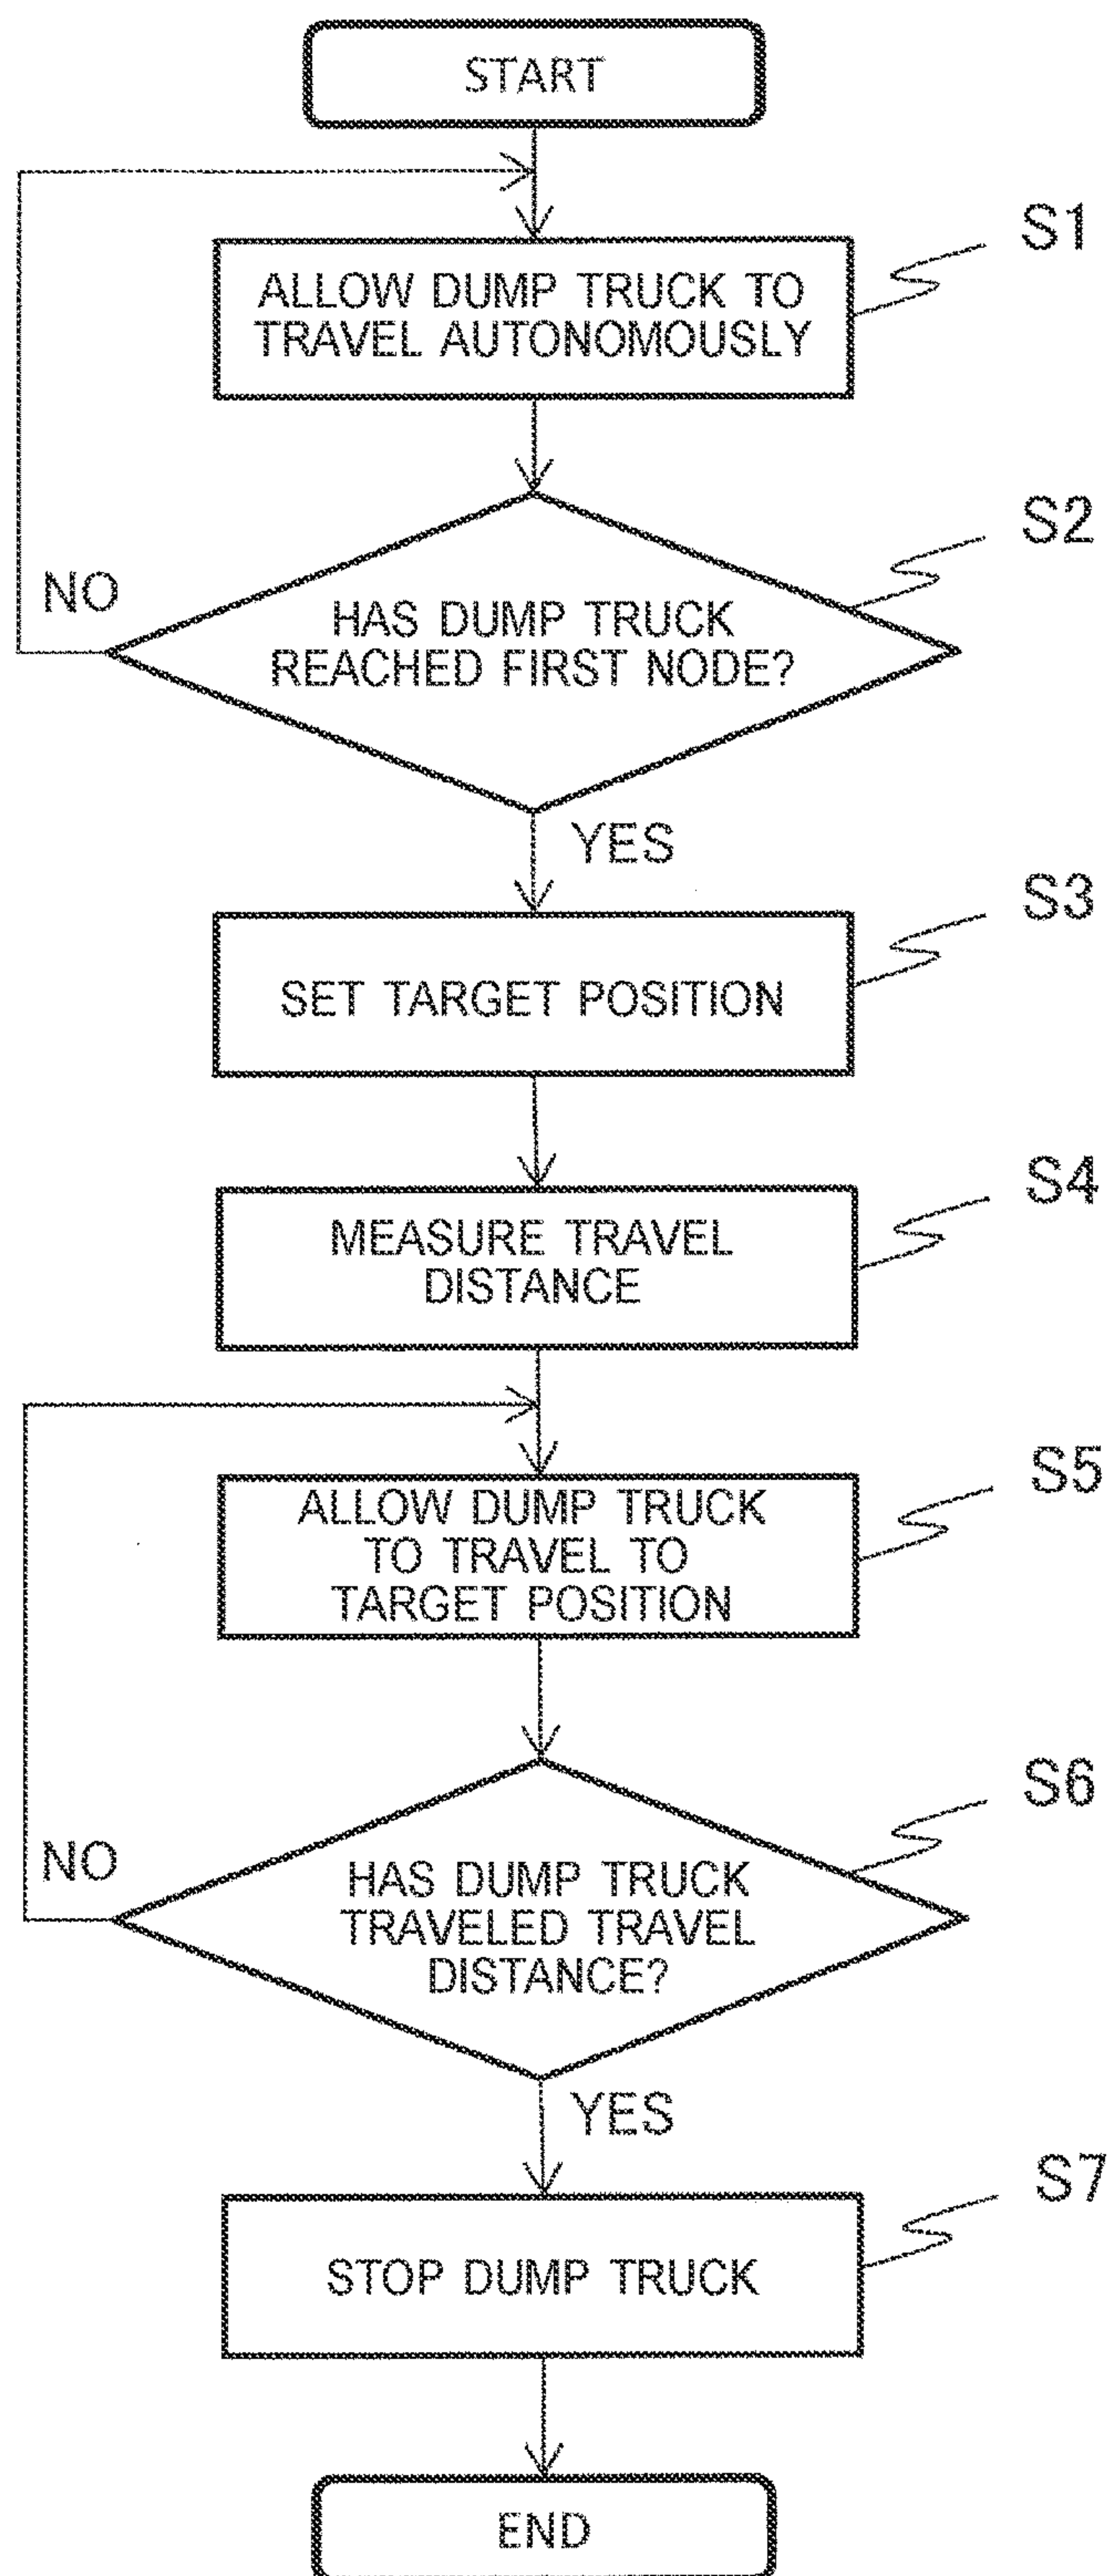 START
S1
ALLOW DUMP TRUCK TO
TRAVEL AUTONOMOUSLY
S2
NO
HAS DUMP TRUCK
REACHED FIRST NODE?
YES
S3
SET TARGET POSITION
S4
MEASURE TRAVEL
DISTANCE
S5
ALLOW DUMP TRUCK
TO TRAVEL TO
TARGET POSITION
S6
NO
HAS DUMP TRUCK
TRAVELED TRAVEL
DISTANCE?
YES
S7
STOP DUMP TRUCK
END